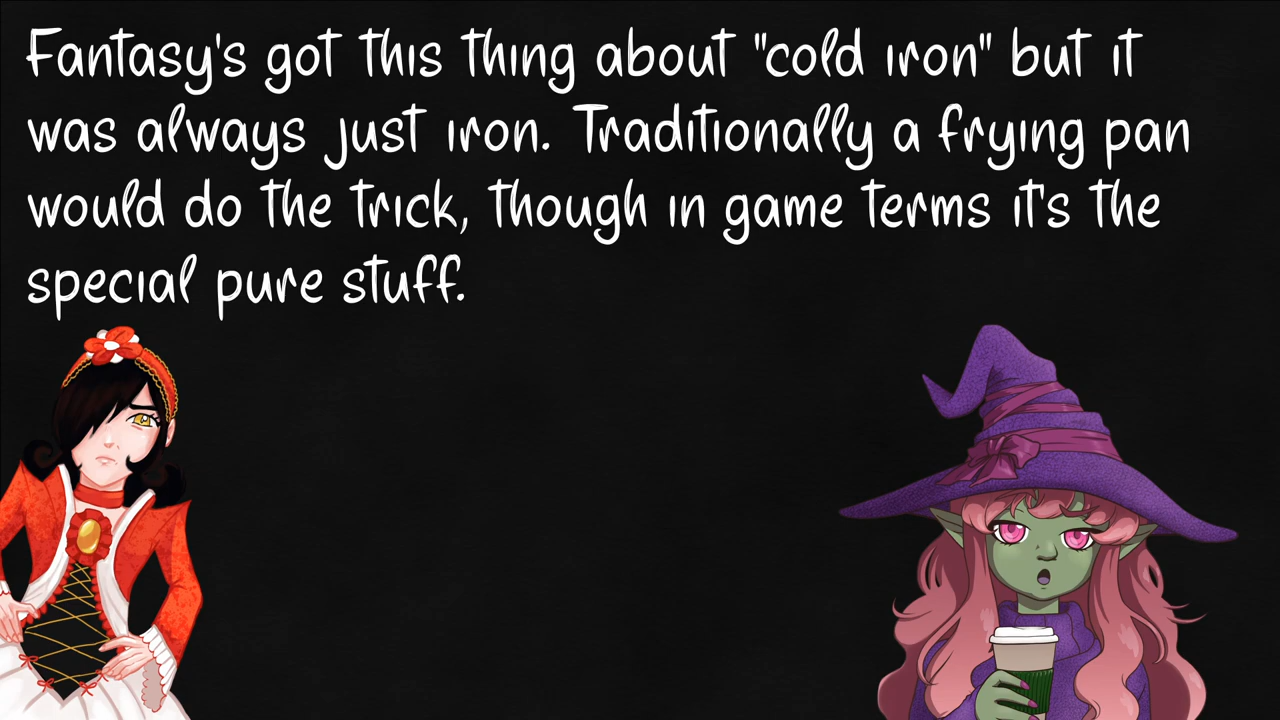 Fantasy's got this thing about "cold iron" but it
was always just iron. Traditionally a frying pan
would do the trick, though in game terms it's the
special pure stuff.